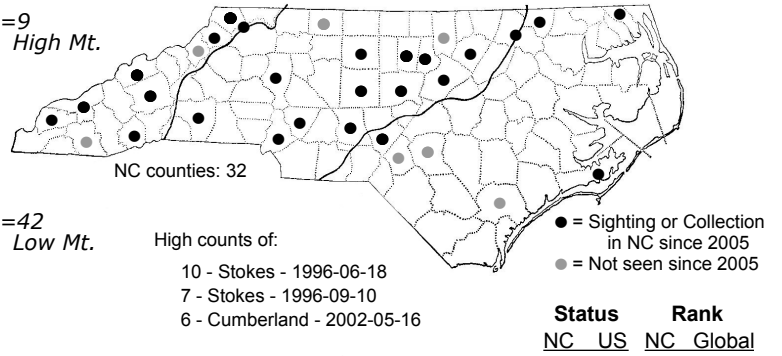 =9
High Mt.
NC counties: 32
=42
Low Mt.
High counts of:
10 - Stokes - 1996-06-18
7 - Stokes - 1996-09-10
6 - Cumberland - 2002-05-16
= Sighting or Collection
in NC since 2005
= Not seen since 2005
Status Rank
NC US NC Global